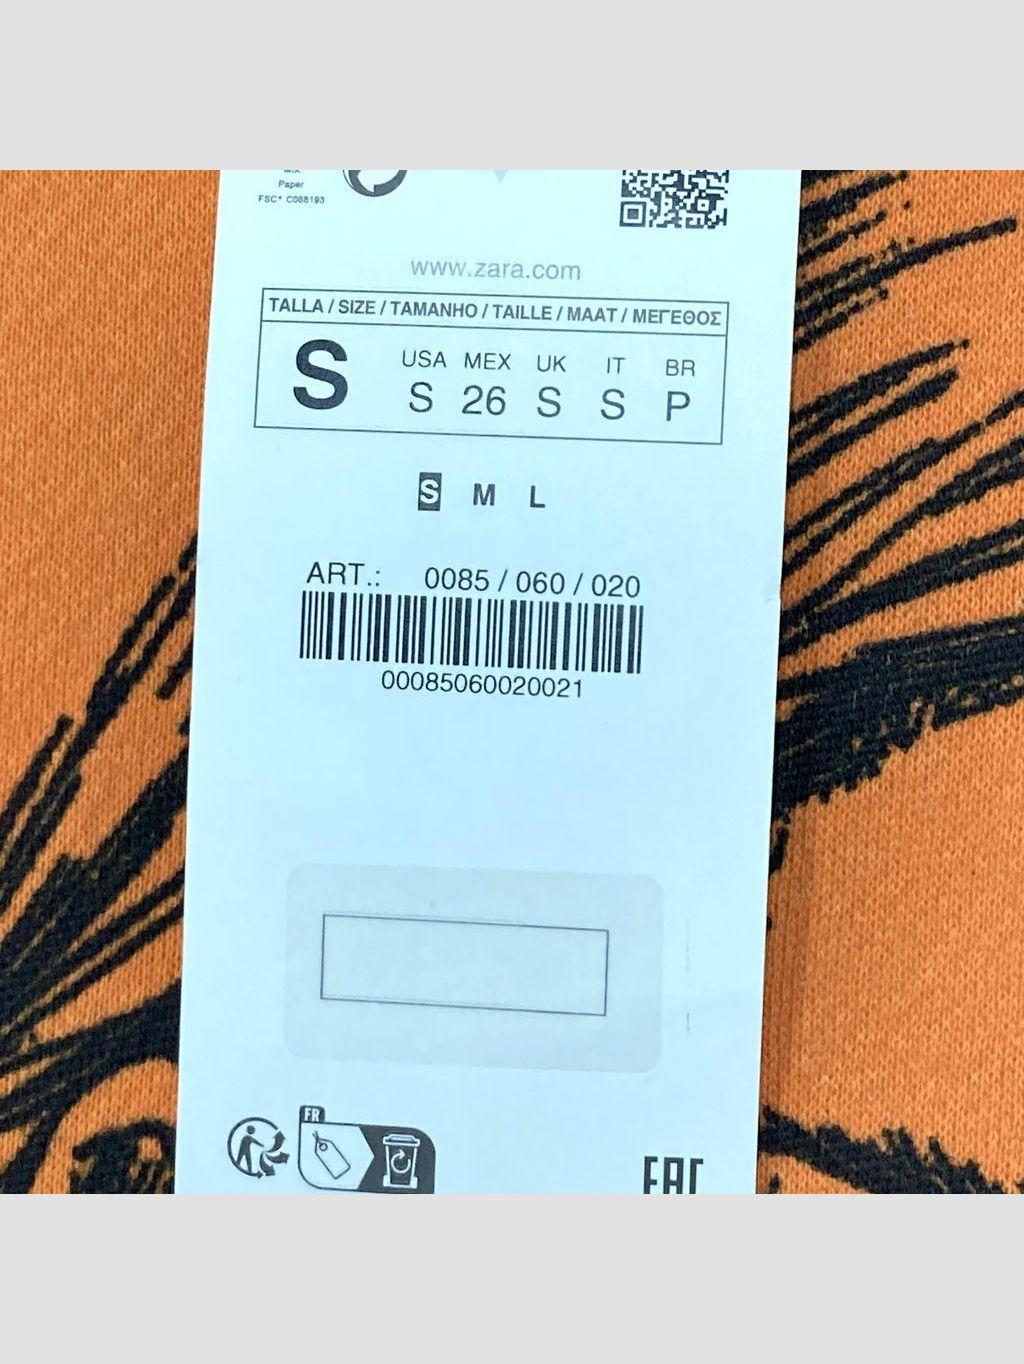 Paper
FSC® C088193
www.zara.com
TALLA / SIZE / TAMANHO / TAILLE / MAAT / ΜΕΓΕΘΟΣ
S USA MEX UK IT BR
S 26 S S P
S M L
ART.: 0085 / 060 / 020
00085060020021
FR
EAC